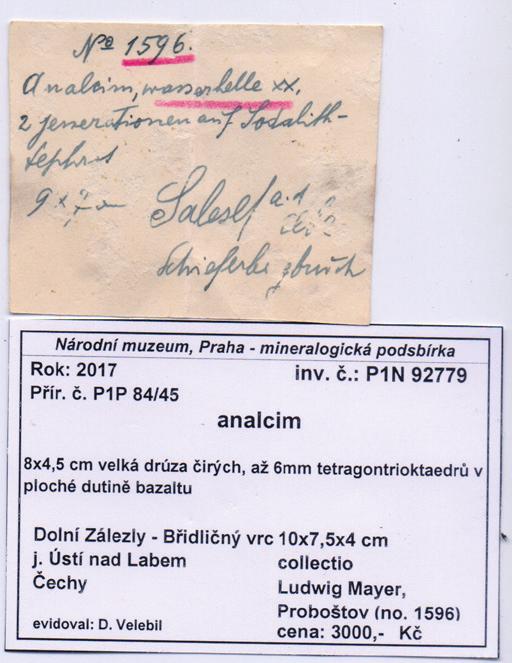 No 1596.
Analcim, wasserhelle xx,
2 jenerationen auf Sodalith-
tephrit
9 x 7 cm Salesel a. d.
Schieferbe
Národní muzeum, Praha - mineralogická podsbírka
Rok: 2017 inv. č.: P1N 92779
Přír. č. P1P 84/45
analcim
8x4,5 cm velká drúza čirých, až 6mm tetragontrioktaedrů v
ploché dutině bazaltu
Dolní Zálezly - Břidličný vrc 10x7,5x4 cm
j. Ústí nad Labem collectio
Čechy Ludwig Mayer,
Proboštov (no. 1596)
evidoval: D. Velebil cena: 3000,- Kč